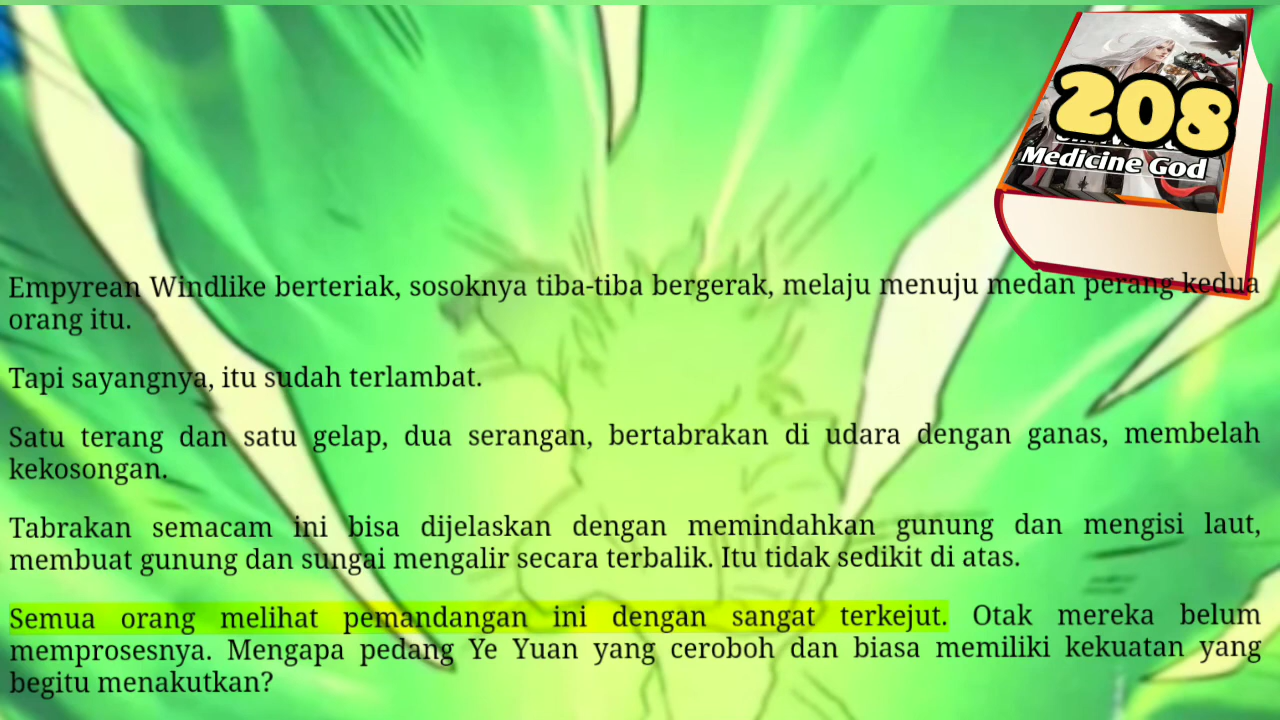 208
Medicine God
Empyrean Windlike berteriak, sosoknya tiba-tiba bergerak, melaju menuju medan perang kedua
orang itu.
Tapi sayangnya, itu sudah terlambat.
Satu terang dan satu gelap, dua serangan, bertabrakan di udara dengan ganas, membelah
kekosongan.
Tabrakan semacam ini bisa dijelaskan dengan memindahkan gunung dan mengisi laut,
membuat gunung dan sungai mengalir secara terbalik. Itu tidak sedikit di atas.
Semua orang melihat pemandangan ini dengan sangat terkejut. Otak mereka belum
memprosesnya. Mengapa pedang Ye Yuan yang ceroboh dan biasa memiliki kekuatan yang
begitu menakutkan?